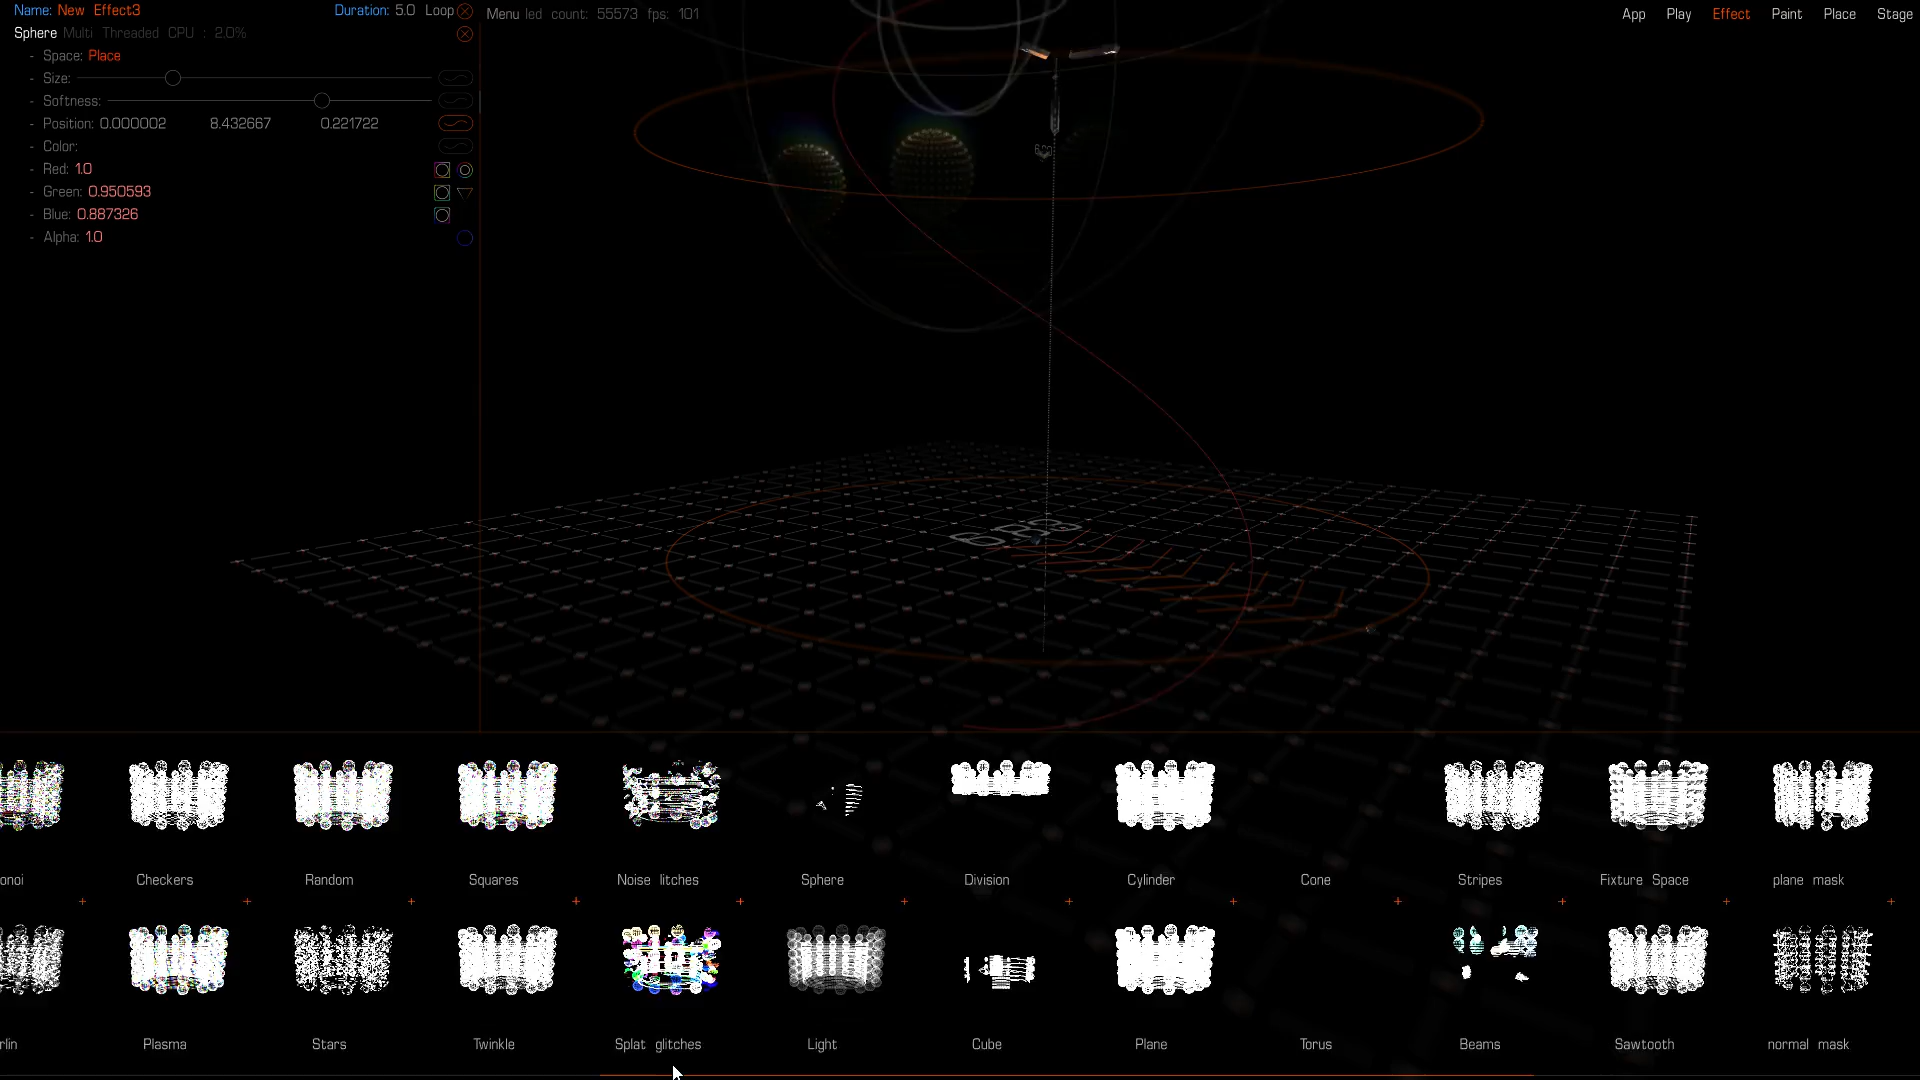 Name: New Effect3 Duration: 5.0 Loop
Menu led count: 55573 fps: 101
App Play Effect Paint Place Stage
Sphere Multi Threaded CPU : 2.0%
- Space: Place
- Size:
- Softness:
- Position: 0.000002 8.432667 0.221722
- Color:
- Red: 1.0
- Green: 0.950593
- Blue: 0.887326
- Alpha: 1.0
onoi Checkers Random Squares Noise litches Sphere Division Cylinder Cone Stripes Fixture Space plane mask
+ + + + + + + + + + + +
rlin Plasma Stars Twinkle Splat glitches Light Cube Plane Torus Beams Sawtooth normal mask